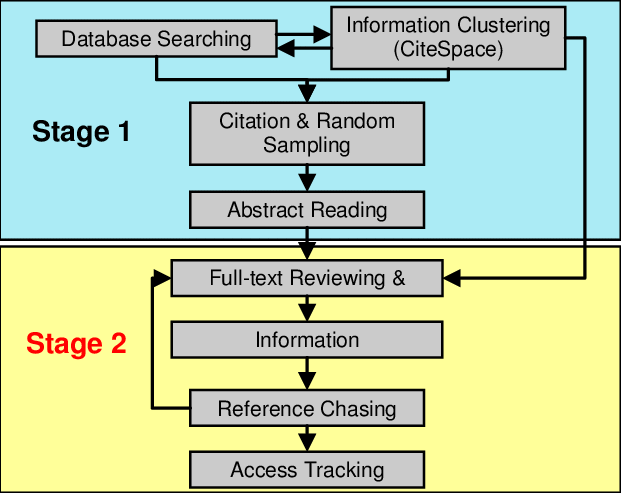 Database Searching
Information Clustering
(CiteSpace)
Stage 1
Citation & Random
Sampling
Abstract Reading
Full-text Reviewing &
Stage 2
Information
Reference Chasing
Access Tracking